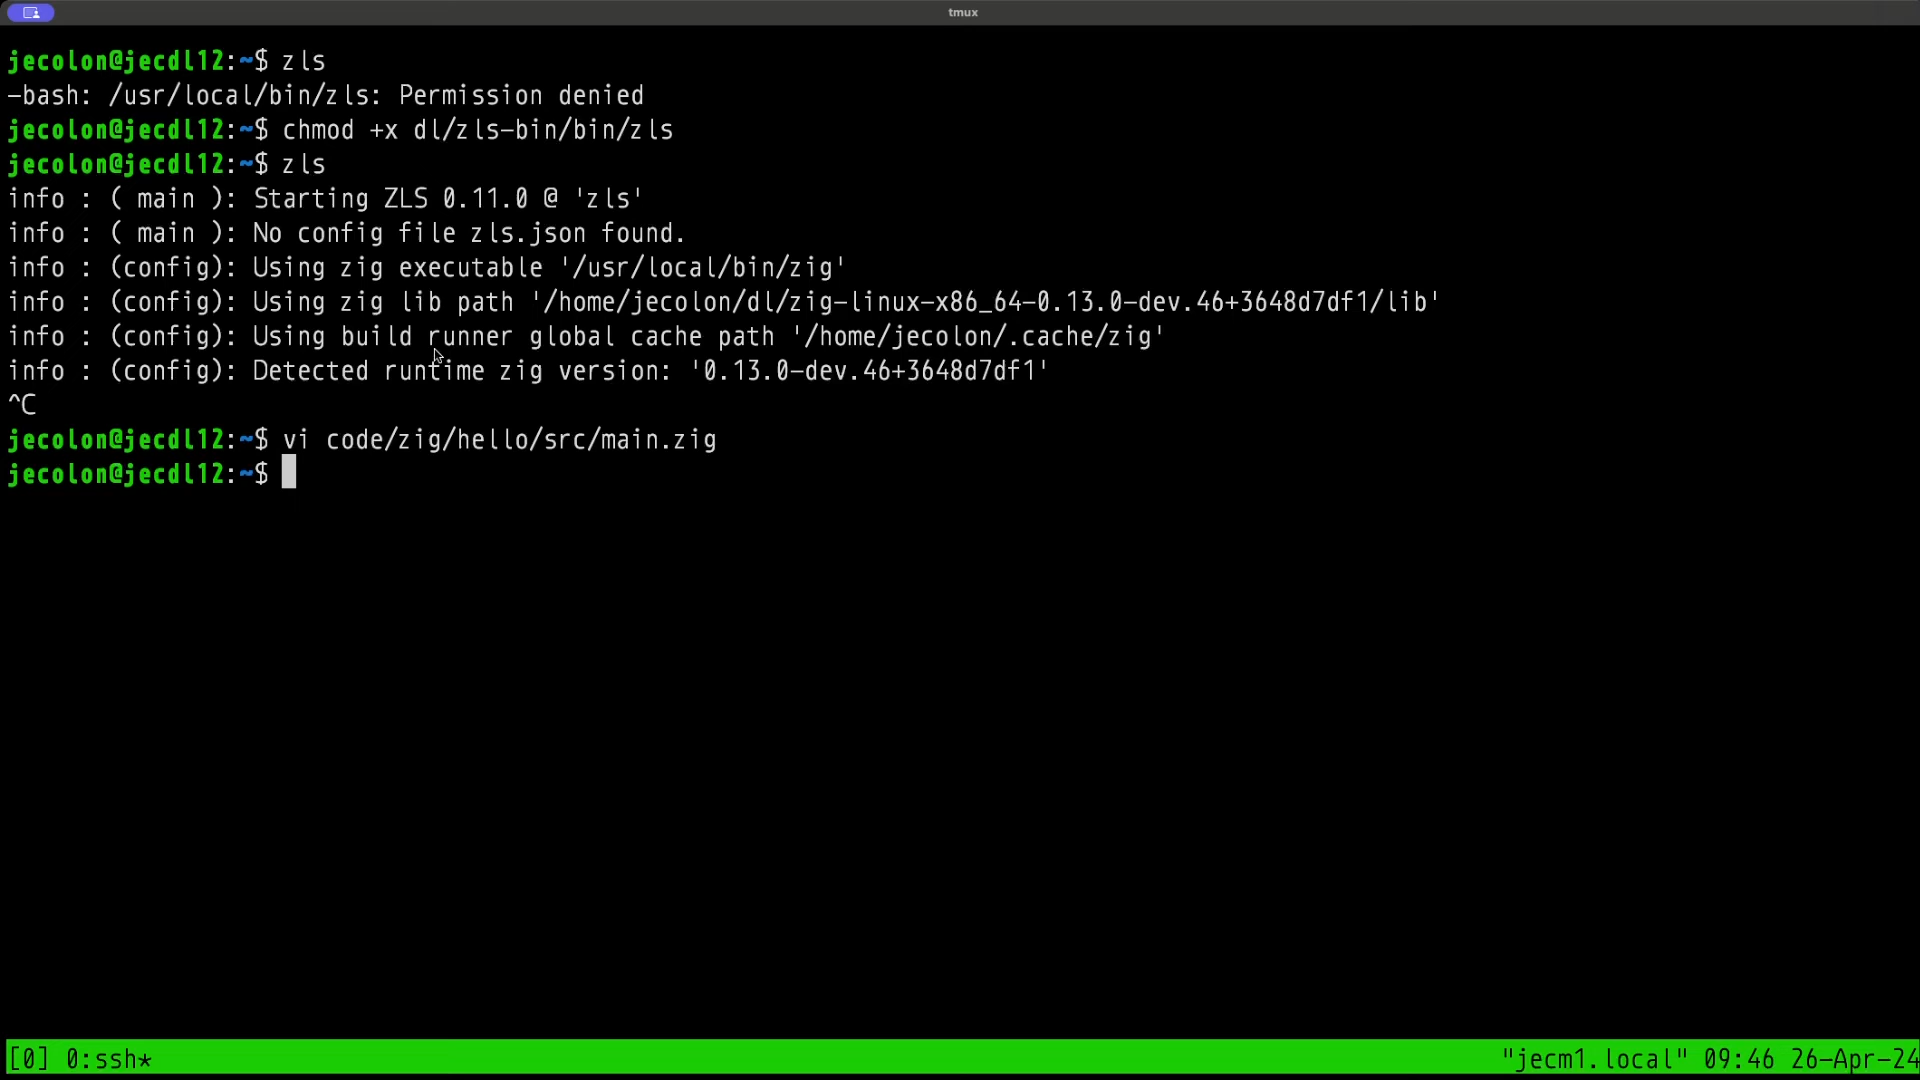 tmux
jecolon@jecdl12:~$ zls
-bash: /usr/local/bin/zls: Permission denied
jecolon@jecdl12:~$ chmod +x dl/zls-bin/bin/zls
jecolon@jecdl12:~$ zls
info : ( main ): Starting ZLS 0.11.0 @ 'zls'
info : ( main ): No config file zls.json found.
info : (config): Using zig executable '/usr/local/bin/zig'
info : (config): Using zig lib path '/home/jecolon/dl/zig-linux-x86_64-0.13.0-dev.46+3648d7df1/lib'
info : (config): Using build runner global cache path '/home/jecolon/.cache/zig'
info : (config): Detected runtime zig version: '0.13.0-dev.46+3648d7df1'
^C
jecolon@jecdl12:~$ vi code/zig/hello/src/main.zig
jecolon@jecdl12:~$
[0] 0:ssh* "jecm1.local" 09:46 26-Apr-24